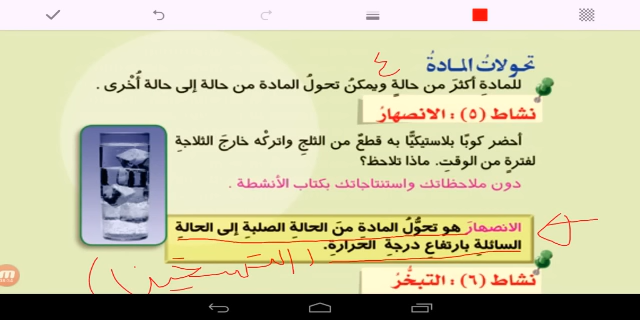 تحولات المادة
٤
للمادةِ أكثرَ من حالةٍ ويمكنُ تحولُ المادة من حالة إلى حالة أُخْرى .
نشاط (٥) : الانصهارُ
أحضر كوبًا بلاستيكيًّا به قطعٌ من الثلجِ واتركْه خارجَ الثلاجةِ
لفترةٍ من الوقتِ. ماذا تلاحظُ؟
دون ملاحظاتك واستنتاجاتك بكتاب الأنشطة .
الانصهارَ هو تحوُّلُ المادةِ منَ الحالةِ الصلبةِ إلى الحالةِ
السائلةِ بارتفاعِ درجةِ الحرارةِ.
(التسخين)
نشاط (٦) : التبخُّرُ